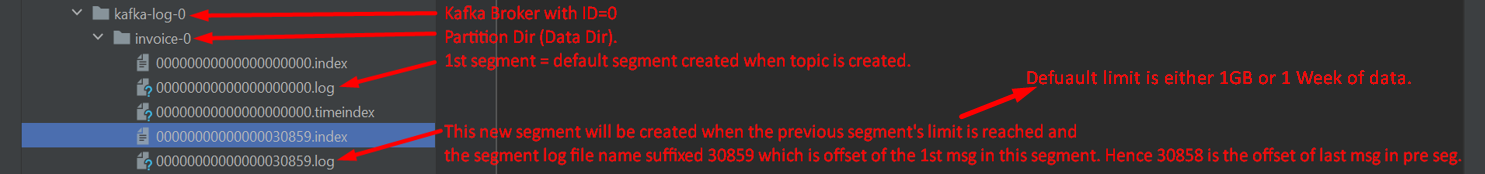 kafka-log-0 Kafka Broker with ID=0
invoice-0 Partition Dir (Data Dir).
00000000000000000000.index
00000000000000000000.log 1st segment = default segment created when topic is created.
Defuault limit is either 1GB or 1 Week of data.
00000000000000000000.timeindex
00000000000000030859.index This new segment will be created when the previous segment's limit is reached and
00000000000000030859.log the segment log file name suffixed 30859 which is offset of the 1st msg in this segment. Hence 30858 is the offset of last msg in pre seg.